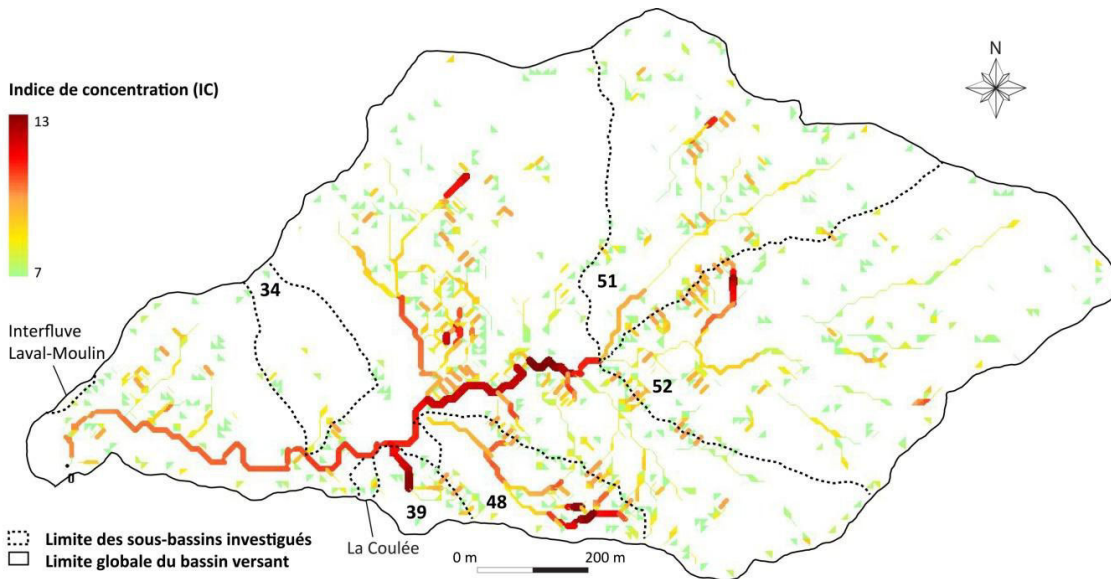 N
Indice de concentration (IC)
13
7
51
34
Interfluve
Laval-Moulin
52
0
48
39
La Coulée
Limite des sous-bassins investigués
Limite globale du bassin versant
0 m
200 m